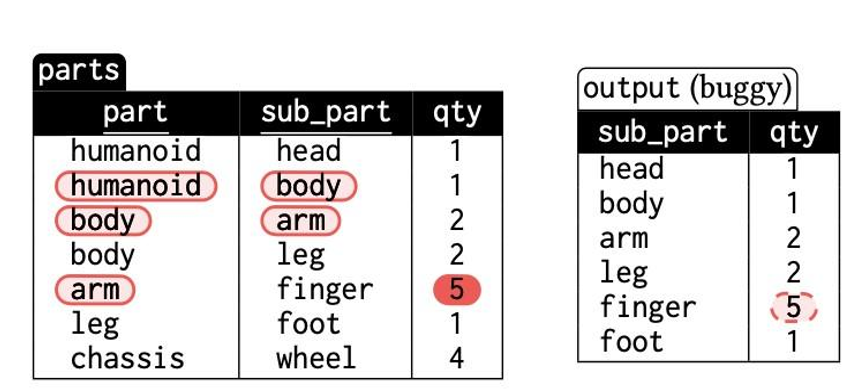 parts
part sub_part qty
humanoid head 1
humanoid body 1
body arm 2
body leg 2
arm finger 5
leg foot 1
chassis wheel 4
output (buggy)
sub_part qty
head 1
body 1
arm 2
leg 2
finger 5
foot 1